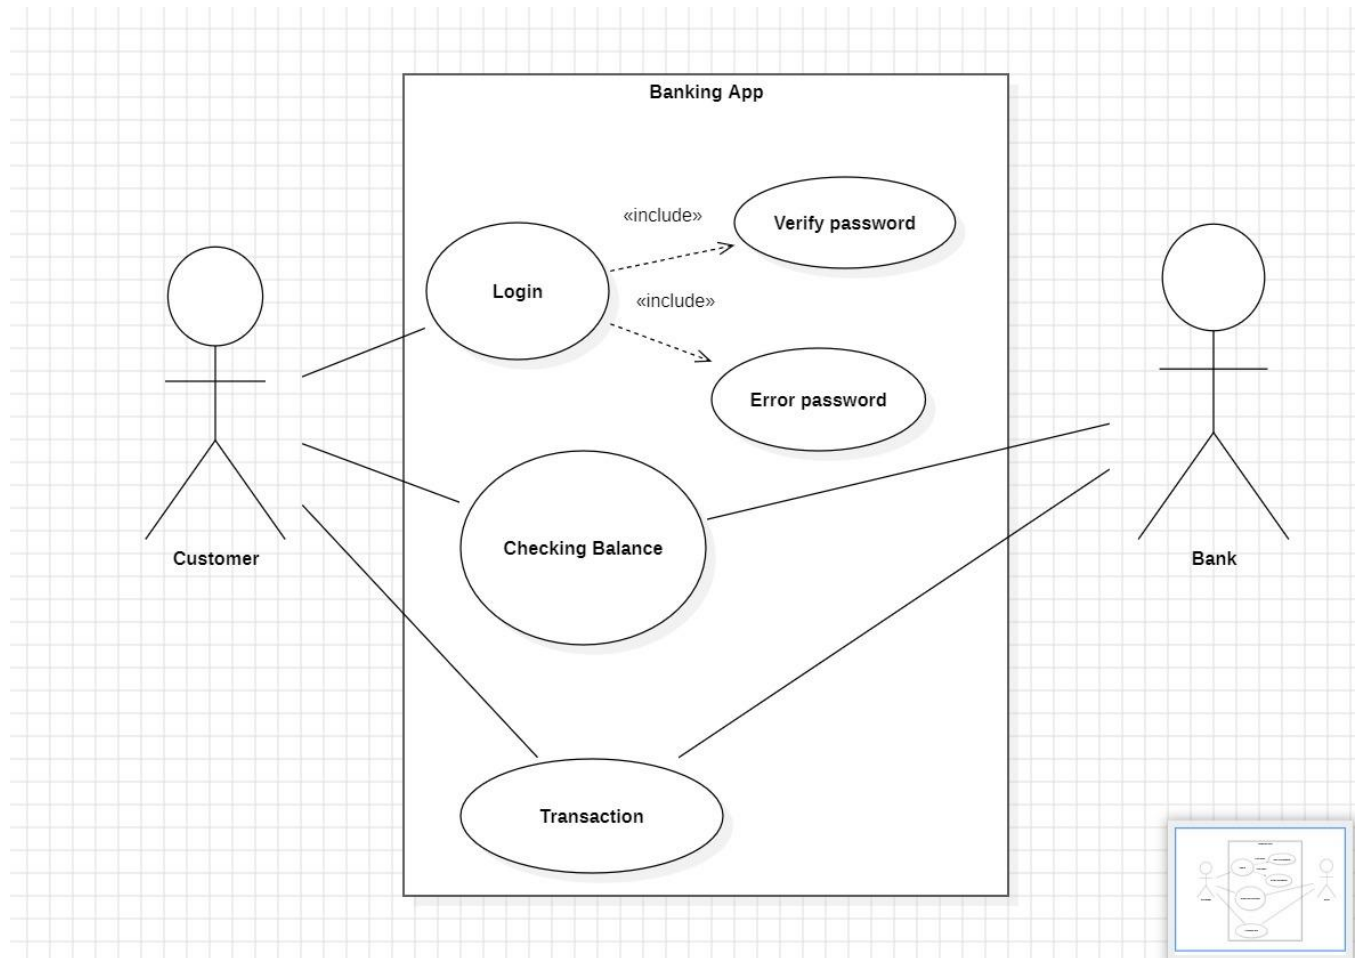 Banking App
«include»
Verify password
Login
«include»
Error password
Checking Balance
Customer
Bank
Transaction